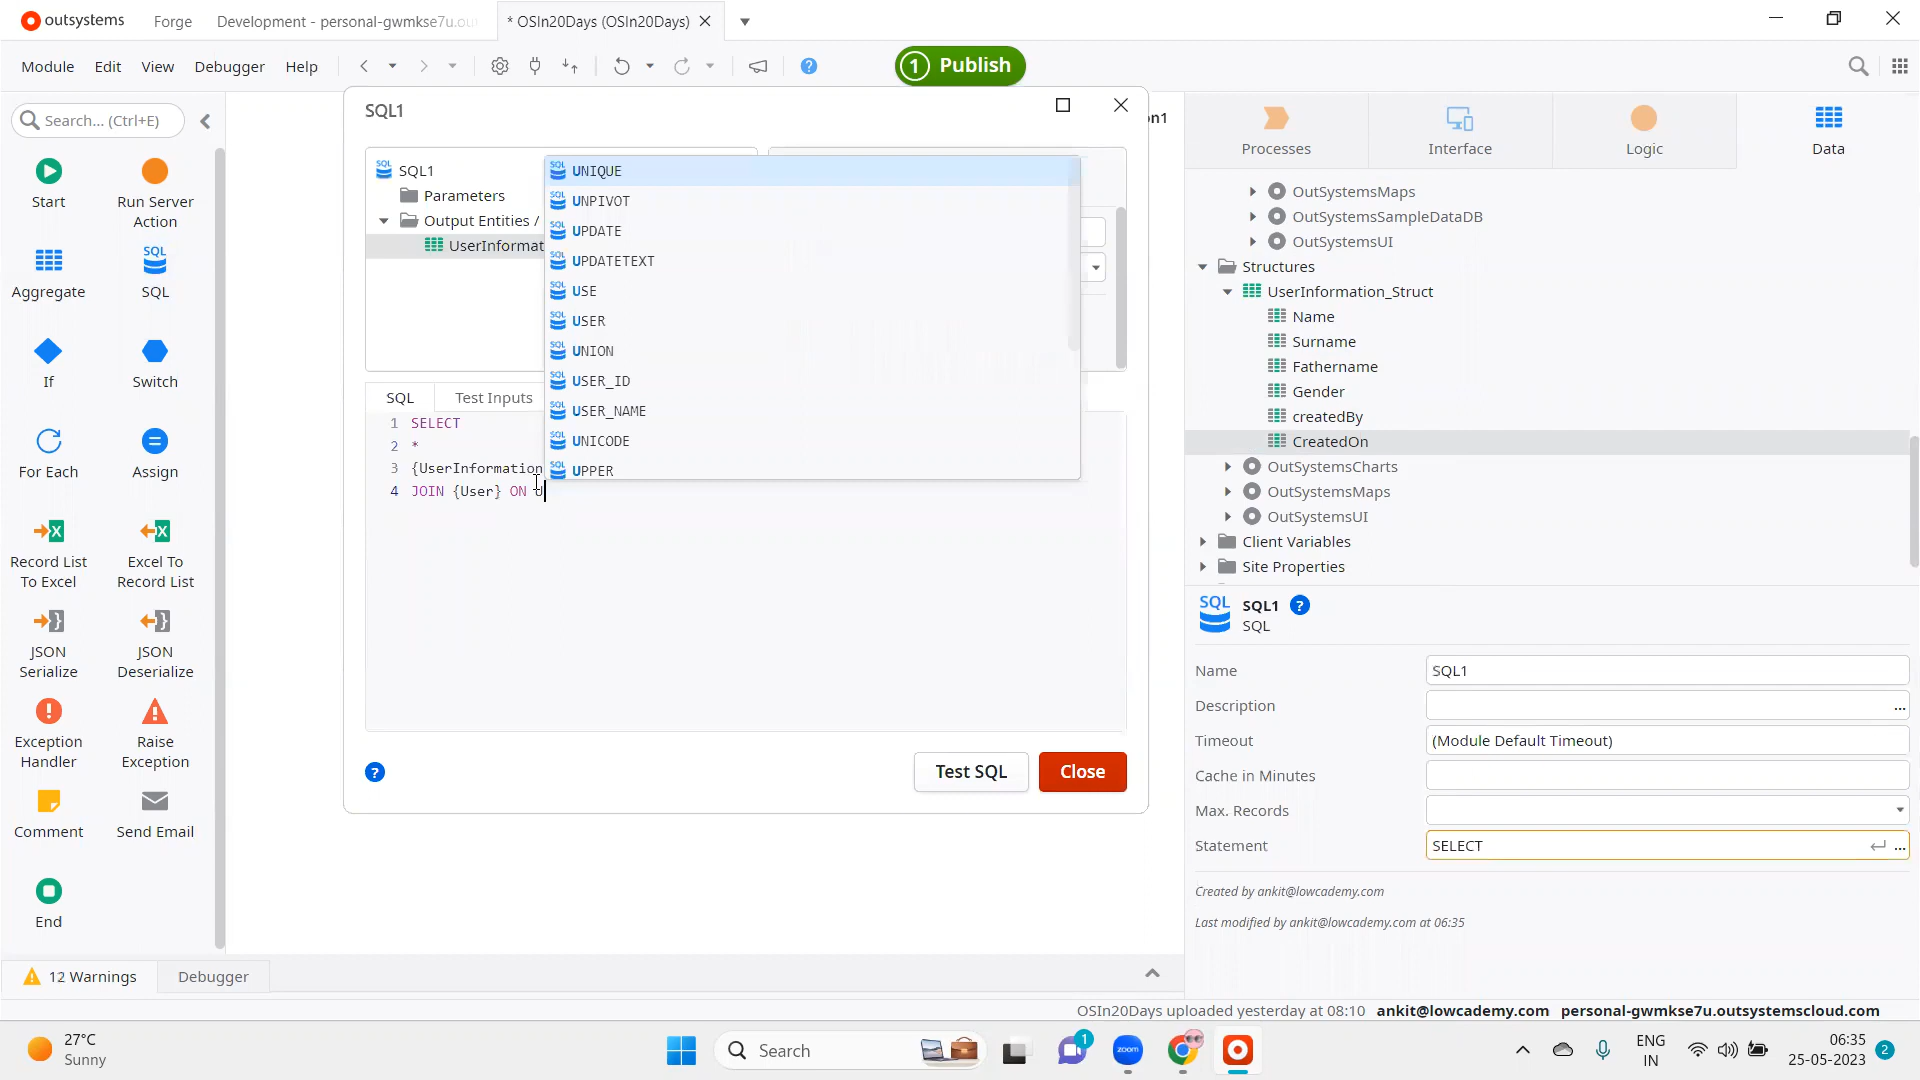 outsystems
Forge
Development - personal-gwmkse7u.ou
* OSIn20Days (OSIn20Days)
Module
Edit
View
Debugger
Help
1 Publish
Search... (Ctrl+E)
Start
Run Server
Action
Aggregate
SQL
If
Switch
For Each
Assign
Record List
To Excel
Excel To
Record List
JSON
Serialize
JSON
Deserialize
Exception
Handler
Raise
Exception
Comment
Send Email
End
SQL1
on1
SQL1
Parameters
Output Entities /
UserInformat
UNIQUE
UNPIVOT
UPDATE
UPDATETEXT
USE
USER
UNION
USER_ID
USER_NAME
UNICODE
UPPER
SQL
Test Inputs
1 SELECT
2 *
3 {UserInformation
4 JOIN {User} ON U
Test SQL
Close
Processes
Interface
Logic
Data
OutSystemsMaps
OutSystemsSampleDataDB
OutSystemsUI
Structures
UserInformation_Struct
Name
Surname
Fathername
Gender
createdBy
CreatedOn
OutSystemsCharts
OutSystemsMaps
OutSystemsUI
Client Variables
Site Properties
SQL
SQL1
SQL
Name
SQL1
Description
...
Timeout
(Module Default Timeout)
Cache in Minutes
Max. Records
Statement
SELECT
...
Created by ankit@lowcademy.com
Last modified by ankit@lowcademy.com at 06:35
12 Warnings
Debugger
OSIn20Days uploaded yesterday at 08:10 ankit@lowcademy.com personal-gwmkse7u.outsystemscloud.com
27°C
Sunny
Search
1
zoom
ENG
IN
06:35
25-05-2023
2